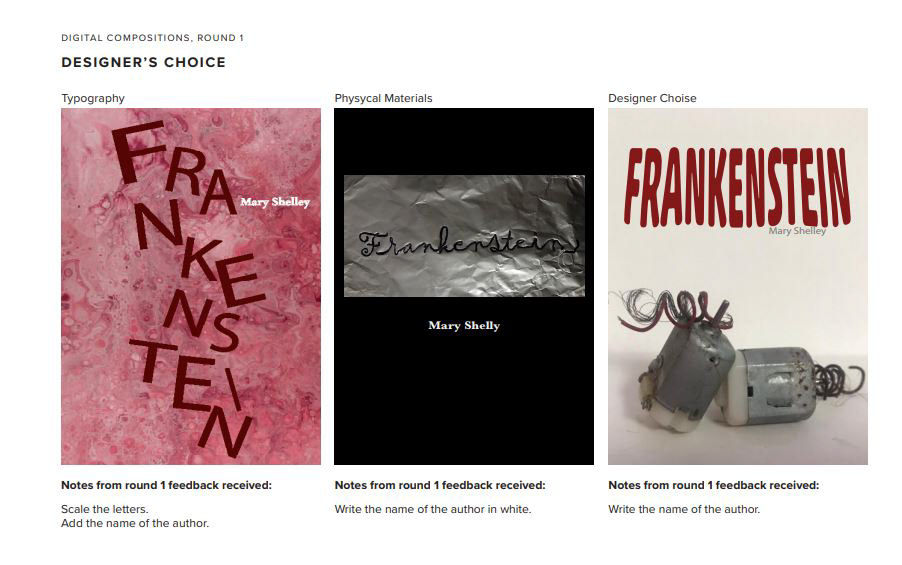 DIGITAL COMPOSITIONS, ROUND 1
DESIGNER'S CHOICE
Typography
FRANKENSTEIN
Mary Shelley
Notes from round 1 feedback received:
Scale the letters.
Add the name of the author.
Physycal Materials
Frankenstein
Mary Shelly
Notes from round 1 feedback received:
Write the name of the author in white.
Designer Choise
FRANKENSTEIN
Mary Shelley
Notes from round 1 feedback received:
Write the name of the author.